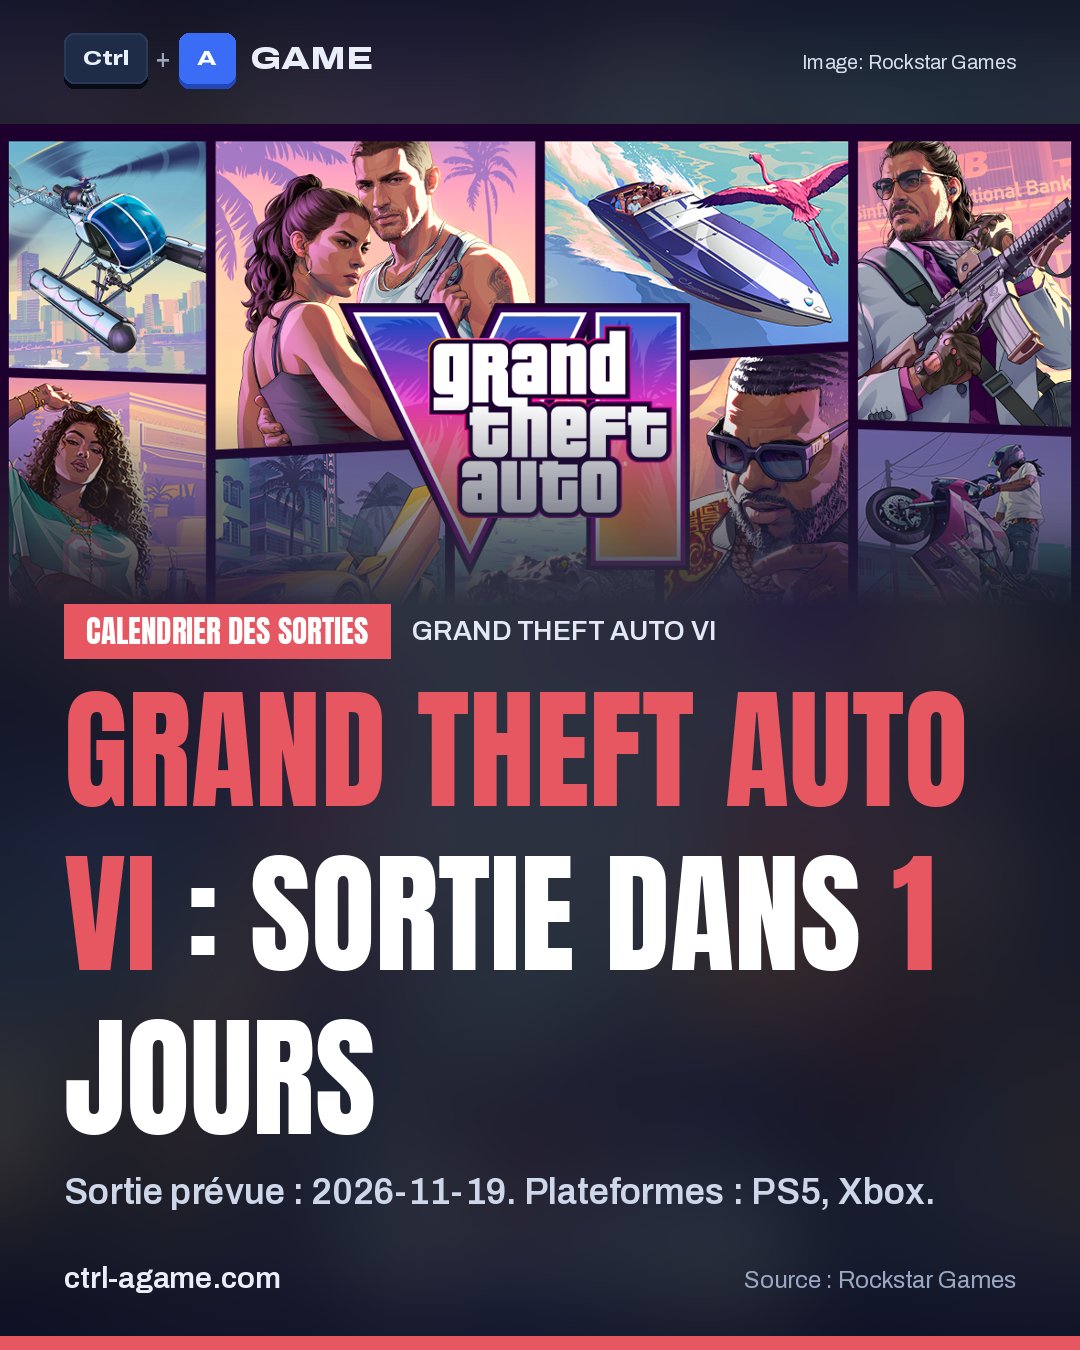 Ctrl + A GAME
Image: Rockstar Games
grand
theft
auto
VI
CALENDRIER DES SORTIES
GRAND THEFT AUTO VI
GRAND THEFT AUTO
VI : SORTIE DANS 1
JOURS
Sortie prévue : 2026-11-19. Plateformes : PS5, Xbox.
ctrl-agame.com
Source : Rockstar Games